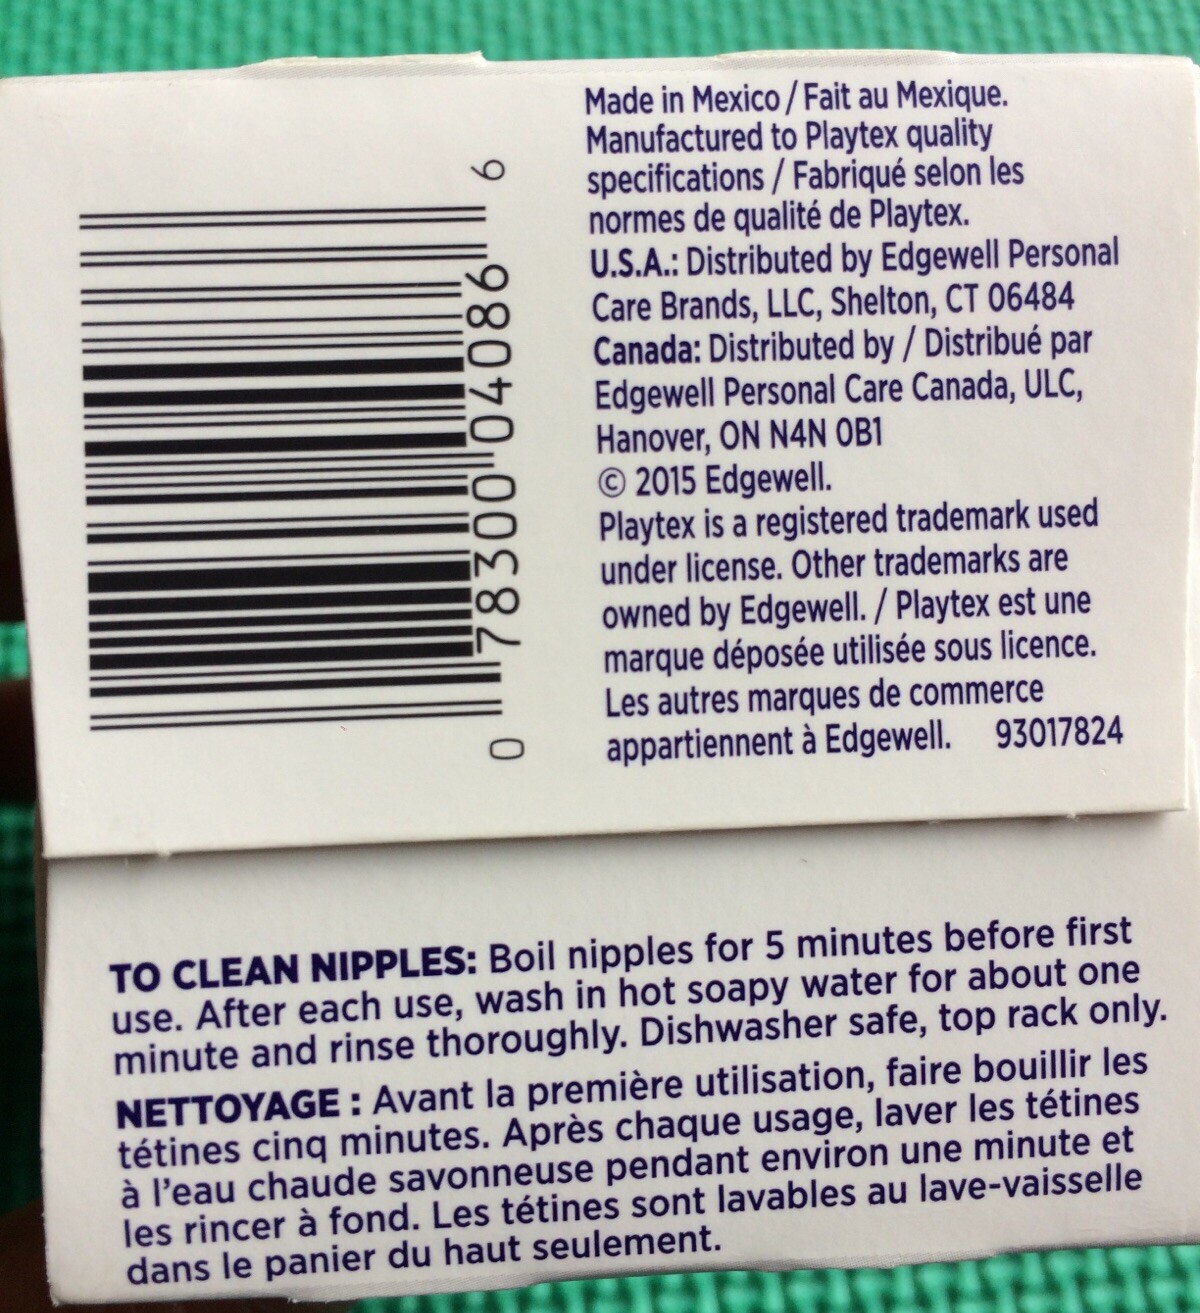 Made in Mexico / Fait au Mexique.
Manufactured to Playtex quality
specifications / Fabriqué selon les
normes de qualité de Playtex.
U.S.A.: Distributed by Edgewell Personal
Care Brands, LLC, Shelton, CT 06484
Canada: Distributed by / Distribué par
Edgewell Personal Care Canada, ULC,
Hanover, ON N4N 0B1
© 2015 Edgewell.
Playtex is a registered trademark used
under license. Other trademarks are
owned by Edgewell. / Playtex est une
marque déposée utilisée sous licence.
Les autres marques de commerce
appartiennent à Edgewell. 93017824
0 78300 04086 6
TO CLEAN NIPPLES: Boil nipples for 5 minutes before first
use. After each use, wash in hot soapy water for about one
minute and rinse thoroughly. Dishwasher safe, top rack only.
NETTOYAGE : Avant la première utilisation, faire bouillir les
tétines cinq minutes. Après chaque usage, laver les tétines
à l'eau chaude savonneuse pendant environ une minute et
les rincer à fond. Les tétines sont lavables au lave-vaisselle
dans le panier du haut seulement.